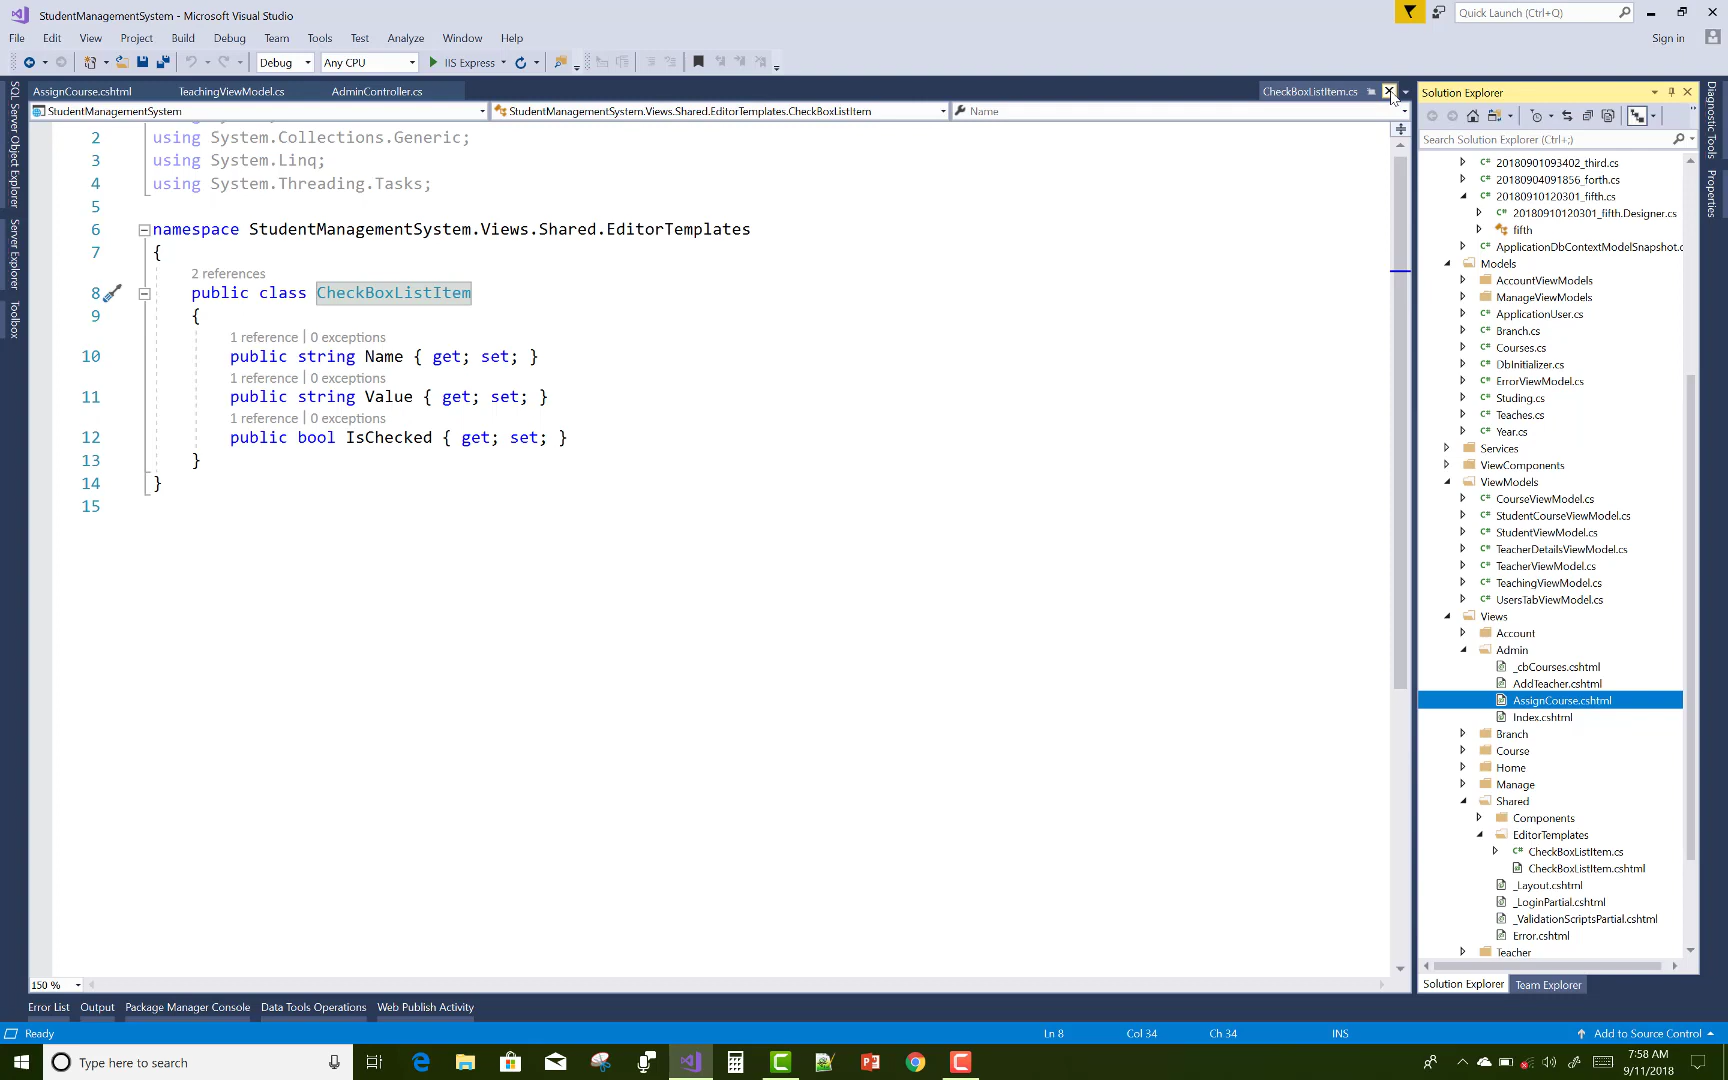 StudentManagementSystem - Microsoft Visual Studio
Quick Launch (Ctrl+Q)
File Edit View Project Build Debug Team Tools Test Analyze Window Help
Sign in
Debug Any CPU IIS Express
AssignCourse.cshtml TeachingViewModel.cs AdminController.cs CheckBoxListItem.cs
StudentManagementSystem StudentManagementSystem.Views.Shared.EditorTemplates.CheckBoxListItem Name
SQL Server Object Explorer
Server Explorer
Toolbox
2 using System.Collections.Generic;
3 using System.Linq;
4 using System.Threading.Tasks;
5
6 namespace StudentManagementSystem.Views.Shared.EditorTemplates
7 {
2 references
8 public class CheckBoxListItem
9 {
1 reference | 0 exceptions
10 public string Name { get; set; }
1 reference | 0 exceptions
11 public string Value { get; set; }
1 reference | 0 exceptions
12 public bool IsChecked { get; set; }
13 }
14 }
15
150 %
Solution Explorer
Search Solution Explorer (Ctrl+;)
20180901093402_third.cs
20180904091856_forth.cs
20180910120301_fifth.cs
20180910120301_fifth.Designer.cs
fifth
ApplicationDbContextModelSnapshot.c
Models
AccountViewModels
ManageViewModels
ApplicationUser.cs
Branch.cs
Courses.cs
DbInitializer.cs
ErrorViewModel.cs
Studing.cs
Teaches.cs
Year.cs
Services
ViewComponents
ViewModels
CourseViewModel.cs
StudentCourseViewModel.cs
StudentViewModel.cs
TeacherDetailsViewModel.cs
TeacherViewModel.cs
TeachingViewModel.cs
UsersTabViewModel.cs
Views
Account
Admin
_cbCourses.cshtml
AddTeacher.cshtml
AssignCourse.cshtml
Index.cshtml
Branch
Course
Home
Manage
Shared
Components
EditorTemplates
CheckBoxListItem.cs
CheckBoxListItem.cshtml
_Layout.cshtml
_LoginPartial.cshtml
_ValidationScriptsPartial.cshtml
Error.cshtml
Teacher
Solution Explorer Team Explorer
Diagnostic Tools
Properties
Error List Output Package Manager Console Data Tools Operations Web Publish Activity
Ready Ln 8 Col 34 Ch 34 INS Add to Source Control
Type here to search
7:58 AM
9/11/2018